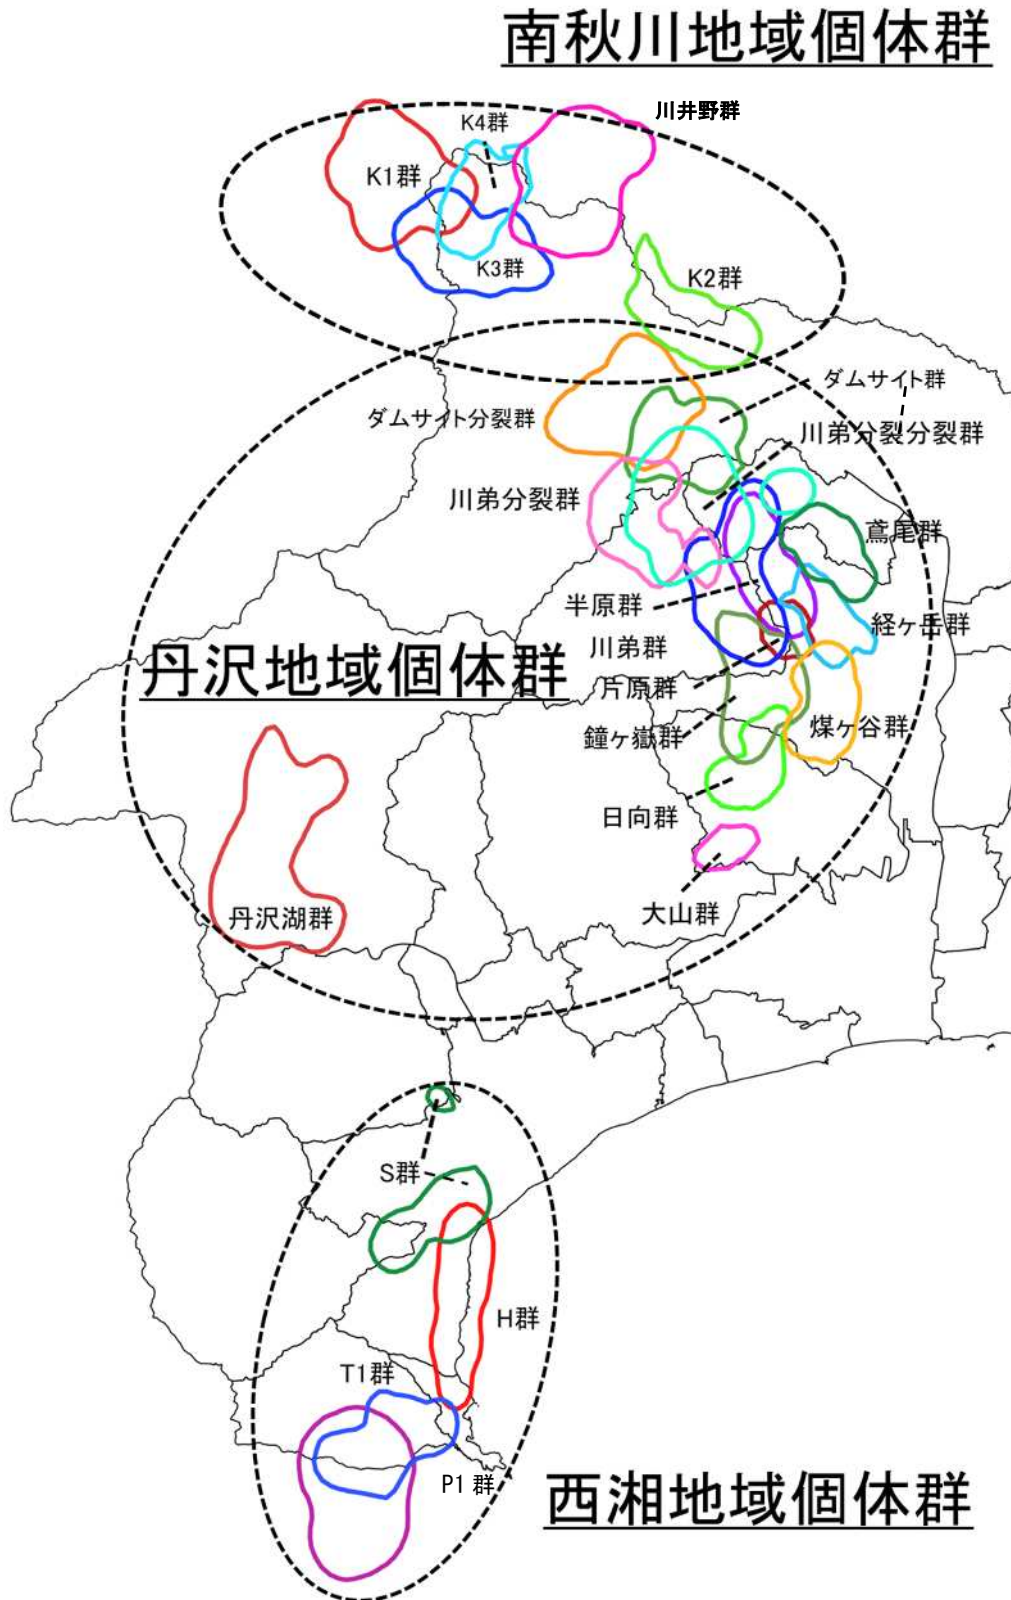 南秋川地域個体群
川井野群
K4群
K1群
K3群
K2群
ダムサイト群
ダムサイト分裂群
川弟分裂分裂群
川弟分裂群
鳶尾群
半原群
経ヶ岳群
川弟群
丹沢地域個体群
片原群
煤ヶ谷群
鐘ヶ嶽群
日向群
大山群
丹沢湖群
S群
H群
T1群
P1 群
西湘地域個体群